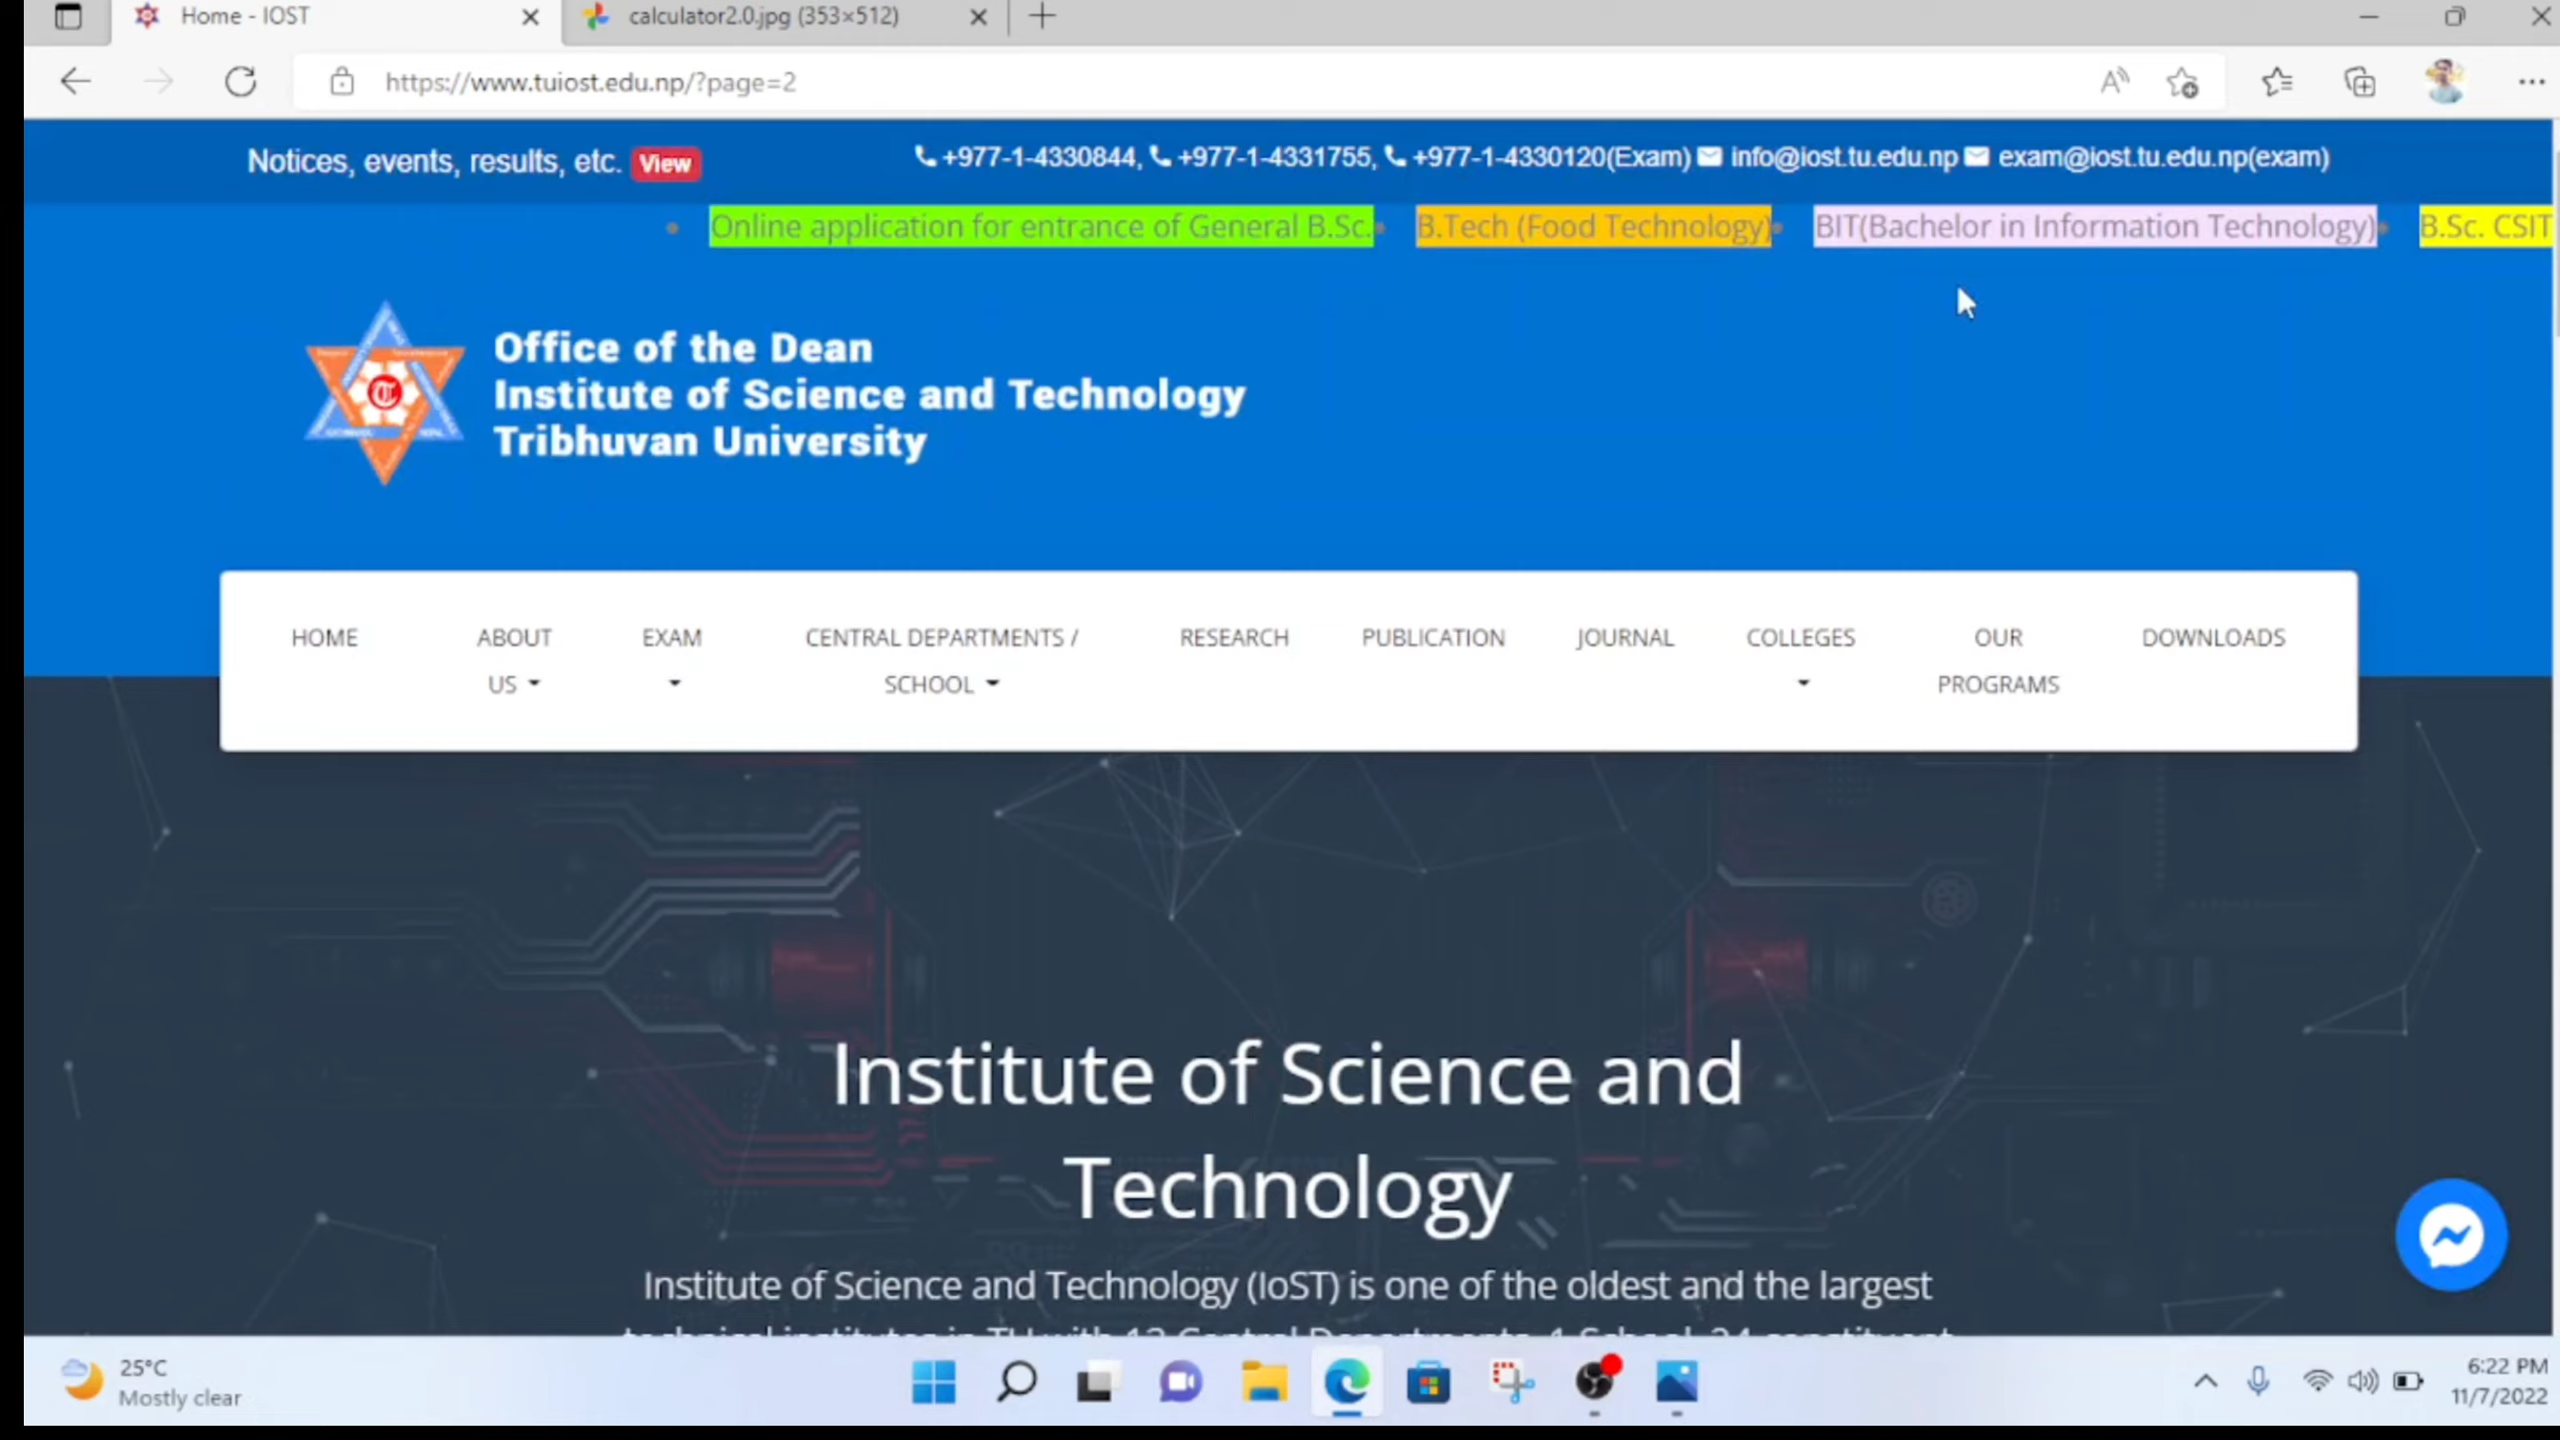 Home - IOST
calculator2.0.jpg (353×512)
https://www.tuiost.edu.np/?page=2
Notices, events, results, etc. View
+977-1-4330844, +977-1-4331755, +977-1-4330120(Exam) info@iost.tu.edu.np exam@iost.tu.edu.np(exam)
Online application for entrance of General B.Sc. B.Tech (Food Technology) BIT(Bachelor in Information Technology) B.Sc. CSIT
Office of the Dean
Institute of Science and Technology
Tribhuvan University
HOME
ABOUT US
EXAM
CENTRAL DEPARTMENTS / SCHOOL
RESEARCH
PUBLICATION
JOURNAL
COLLEGES
OUR PROGRAMS
DOWNLOADS
Institute of Science and
Technology
Institute of Science and Technology (IoST) is one of the oldest and the largest
25°C
Mostly clear
6:22 PM
11/7/2022